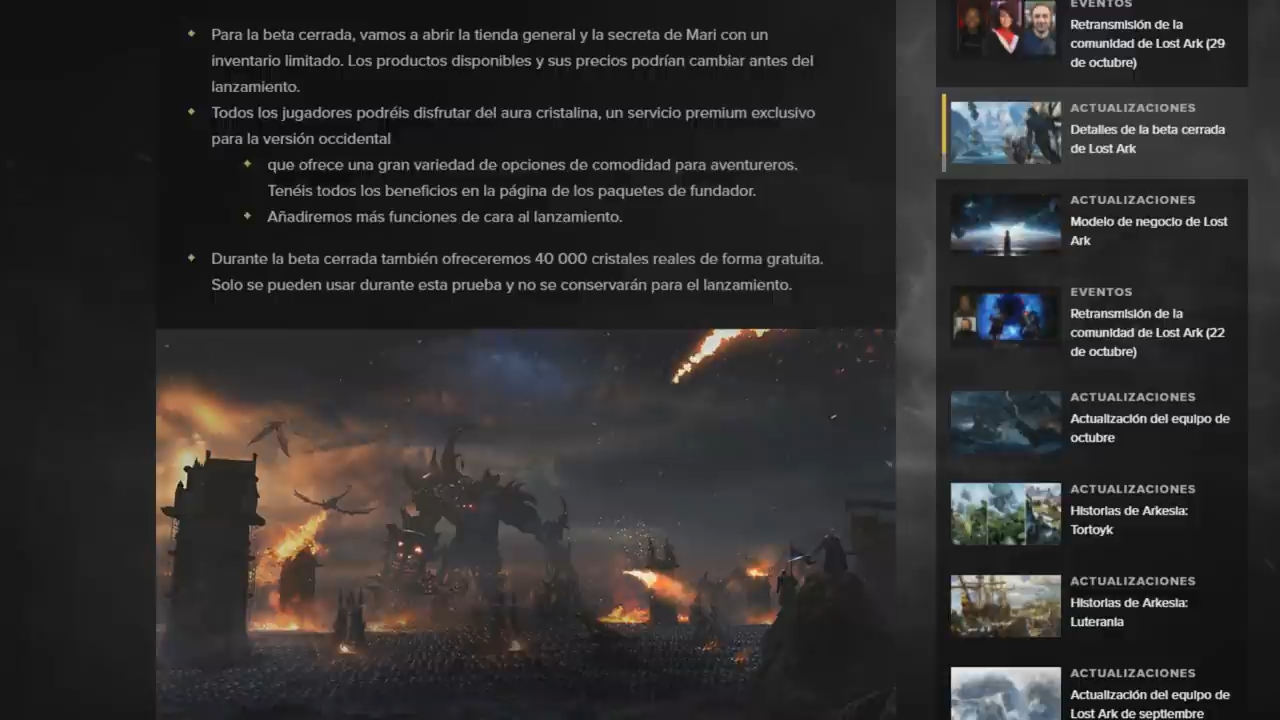 Para la beta cerrada, vamos a abrir la tienda general y la secreta de Mari con un
inventario limitado. Los productos disponibles y sus precios podrían cambiar antes del
lanzamiento.
Todos los jugadores podréis disfrutar del aura cristalina, un servicio premium exclusivo
para la versión occidental
que ofrece una gran variedad de opciones de comodidad para aventureros.
Tenéis todos los beneficios en la página de los paquetes de fundador.
Añadiremos más funciones de cara al lanzamiento.
Durante la beta cerrada también ofreceremos 40 000 cristales reales de forma gratuita.
Solo se pueden usar durante esta prueba y no se conservarán para el lanzamiento.
EVENTOS
Retransmisión de la
comunidad de Lost Ark (29
de octubre)
ACTUALIZACIONES
Detalles de la beta cerrada
de Lost Ark
ACTUALIZACIONES
Modelo de negocio de Lost
Ark
EVENTOS
Retransmisión de la
comunidad de Lost Ark (22
de octubre)
ACTUALIZACIONES
Actualización del equipo de
octubre
ACTUALIZACIONES
Historias de Arkesia:
Tortoyk
ACTUALIZACIONES
Historias de Arkesia:
Luterania
ACTUALIZACIONES
Actualización del equipo de
Lost Ark de septiembre